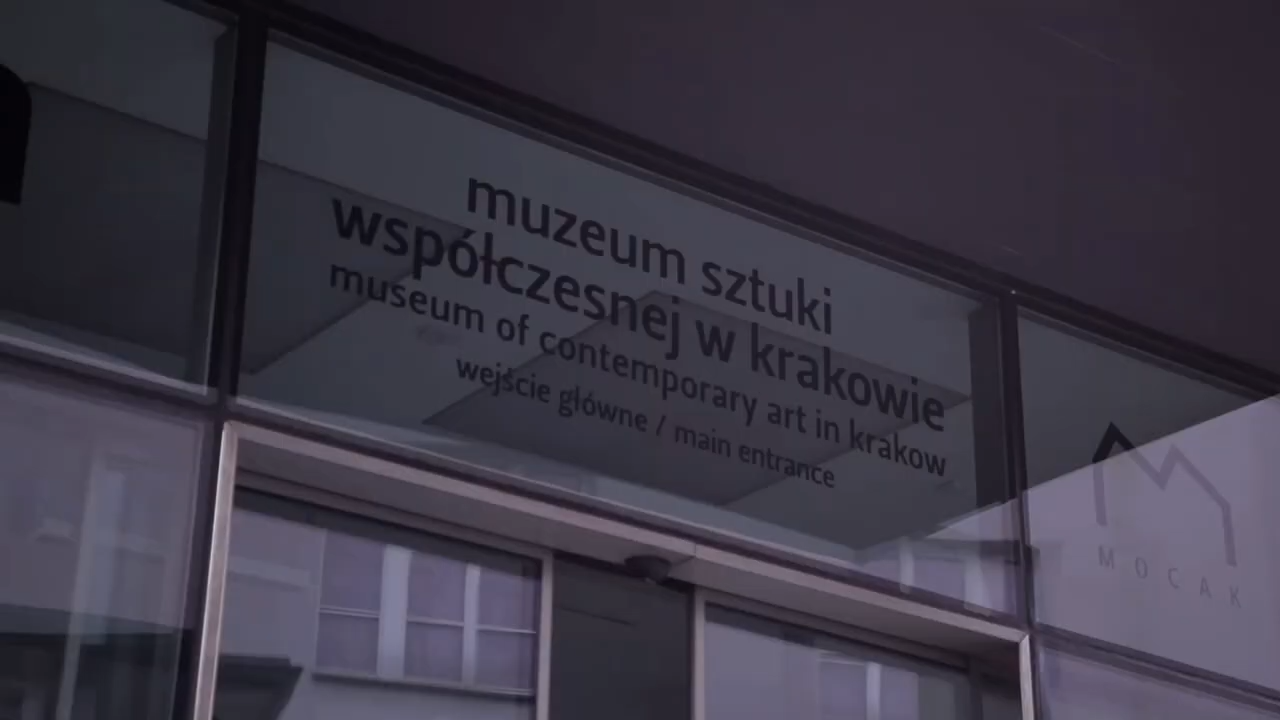 muzeum sztuki
współczesnej w krakowie
museum of contemporary art in krakow
wejście główne / main entrance
MOCAK